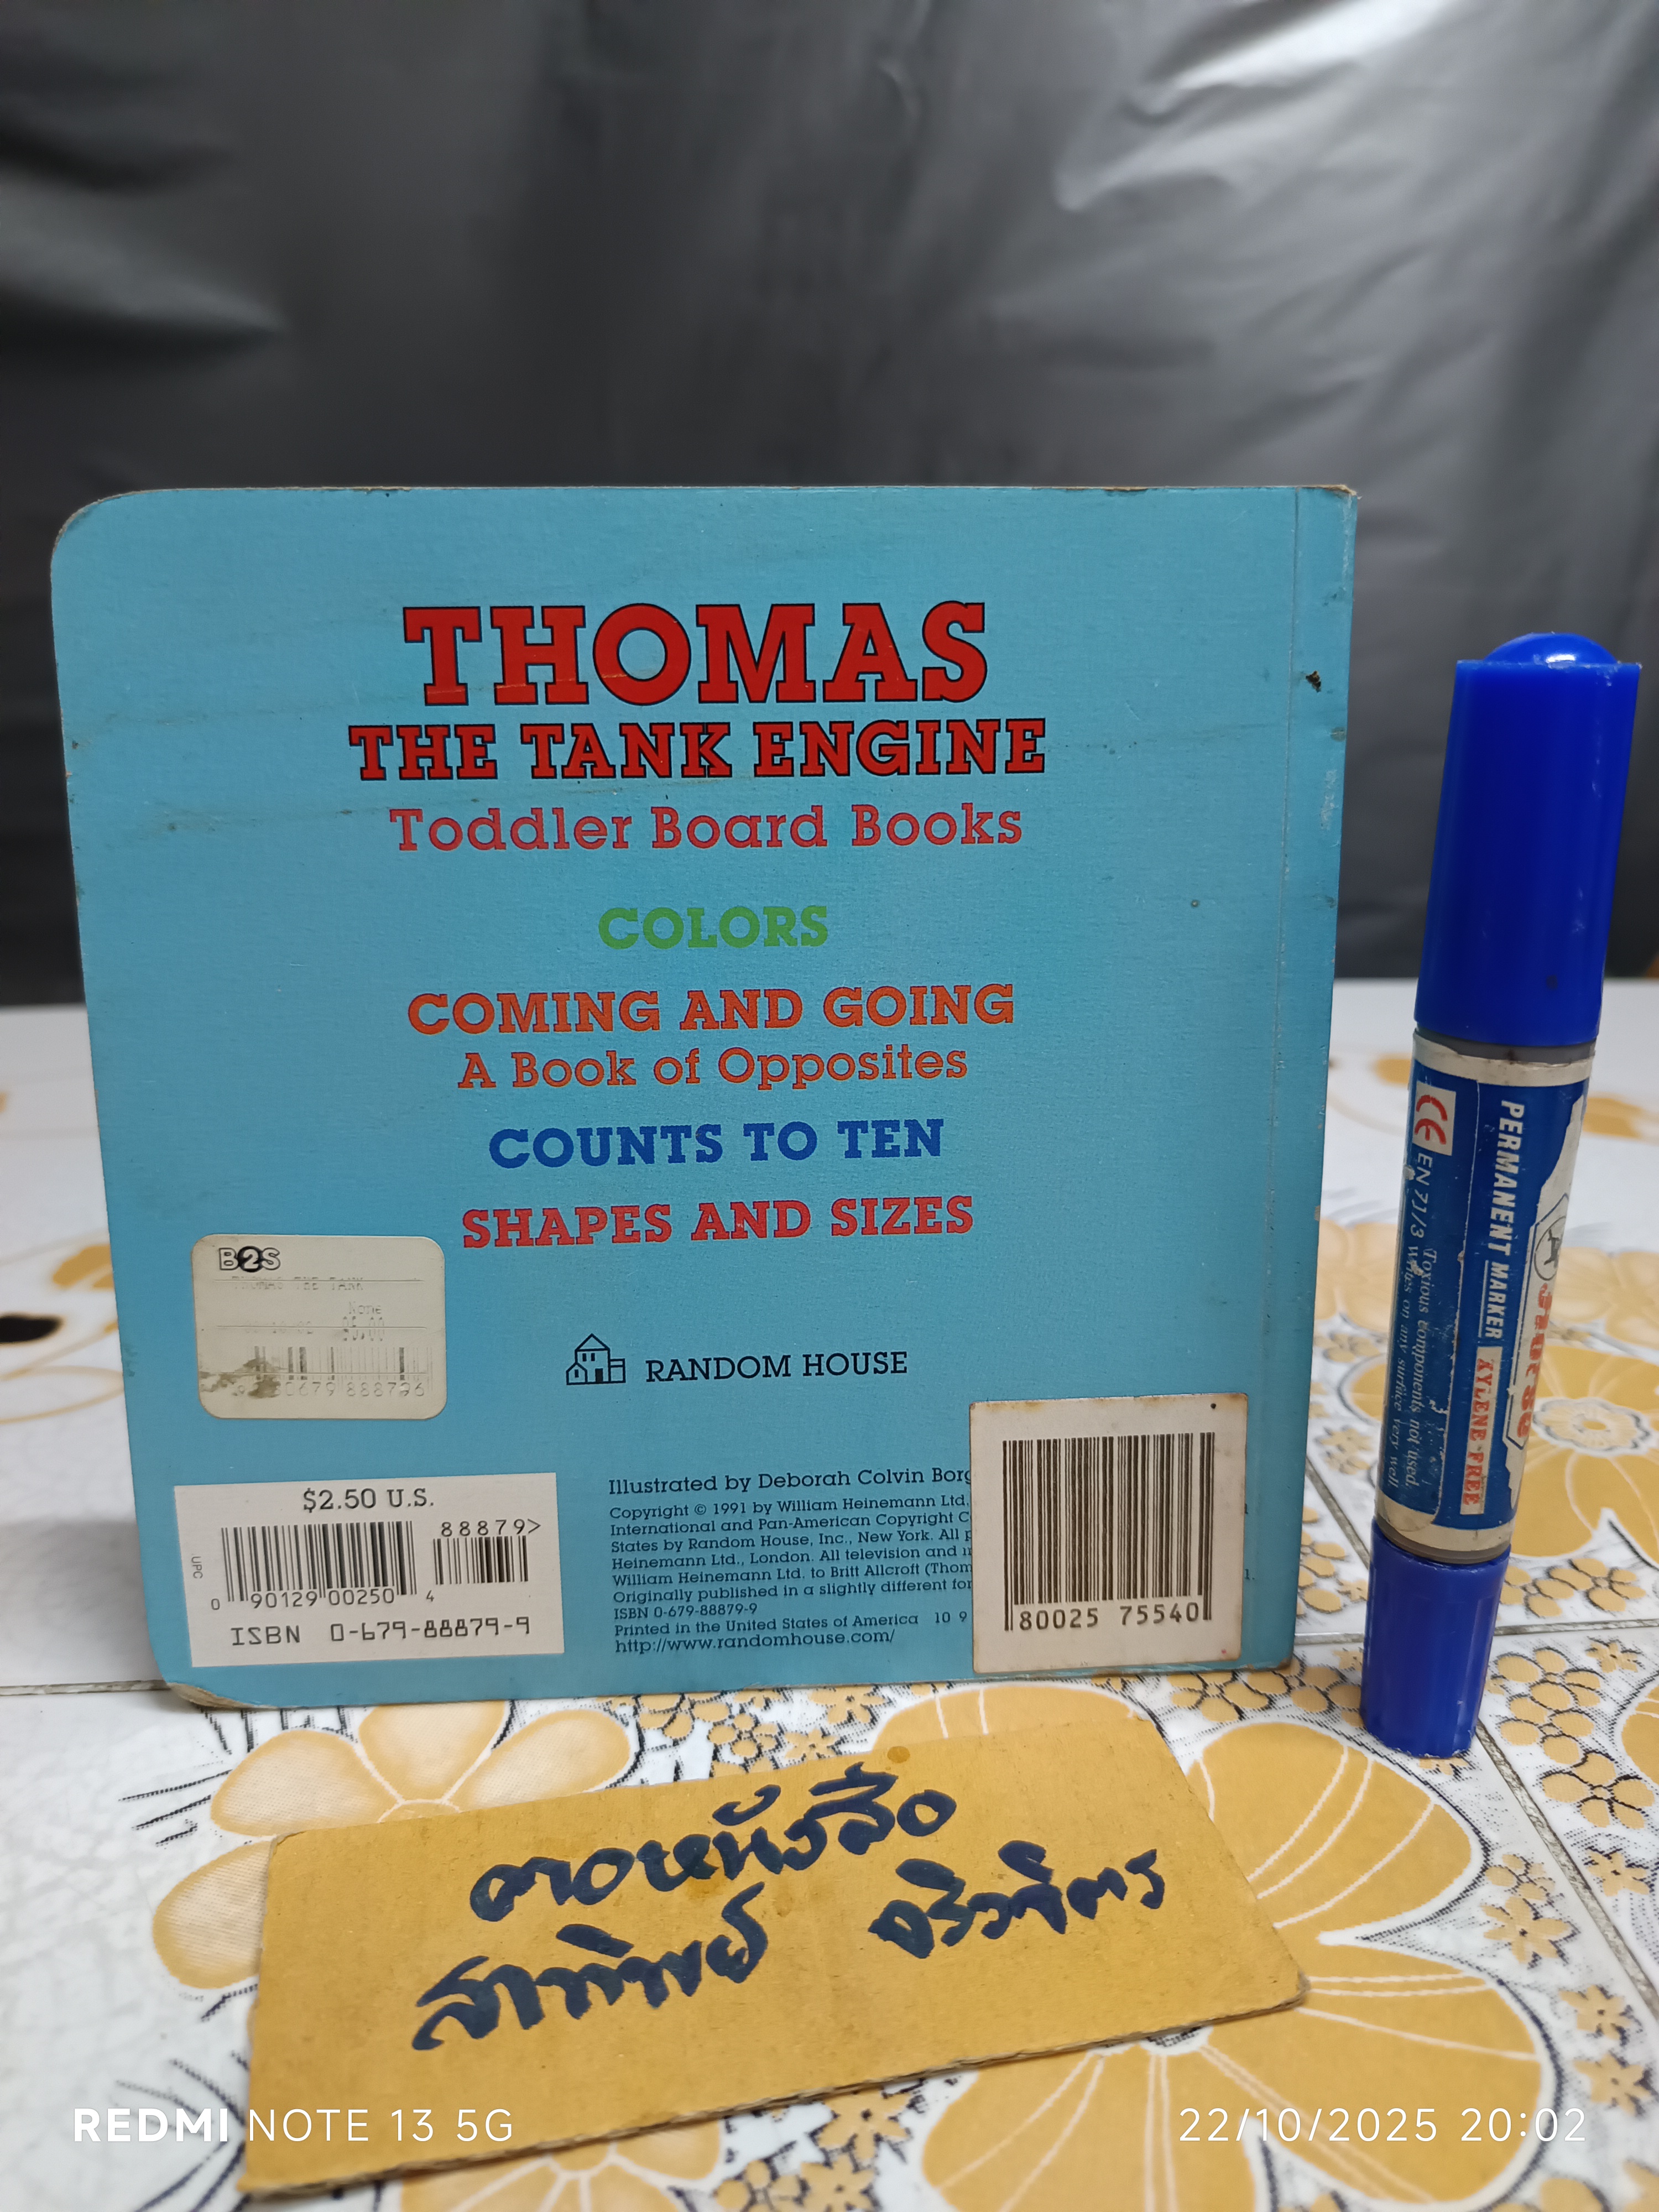 THOMAS
THE TANK ENGINE
Toddler Board Books
COLORS
COMING AND GOING
A Book of Opposites
COUNTS TO TEN
SHAPES AND SIZES
B2S
THOMAS THE TANK
None
RANDOM HOUSE
$2.50 U.S.
88879>
UPC
0 90129 00250 4
ISBN 0-679-88879-9
Illustrated by Deborah Colvin Borg
Copyright © 1991 by William Heinemann Ltd.
International and Pan-American Copyright C
States by Random House, Inc., New York. All p
Heinemann Ltd., London. All television and
William Heinemann Ltd. to Britt Allcroft (Thom
Originally published in a slightly different for
ISBN 0-679-88879-9
Printed in the United States of America 10 9
http://www.randomhouse.com/
80025 75540
PERMANENT MARKER
XYLENE-FREE
CE EN 71/3
Toxious components not used.
on any surface very well
ตอหนังสือ
สาทิพย์ จริงจิตร
REDMI NOTE 13 5G
22/10/2025 20:02